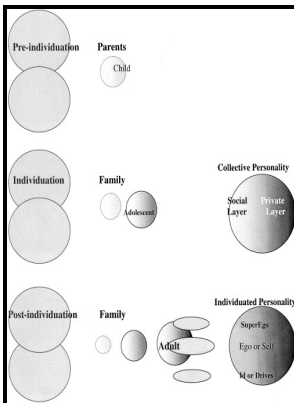 Pre-individuation
Parents
Child
Individuation
Family
Adolescent
Collective Personality
Social Private
Layer Layer
Post-individuation
Family
Adult
Individuated Personality
SuperEgo
Ego or Self
Id or Drives